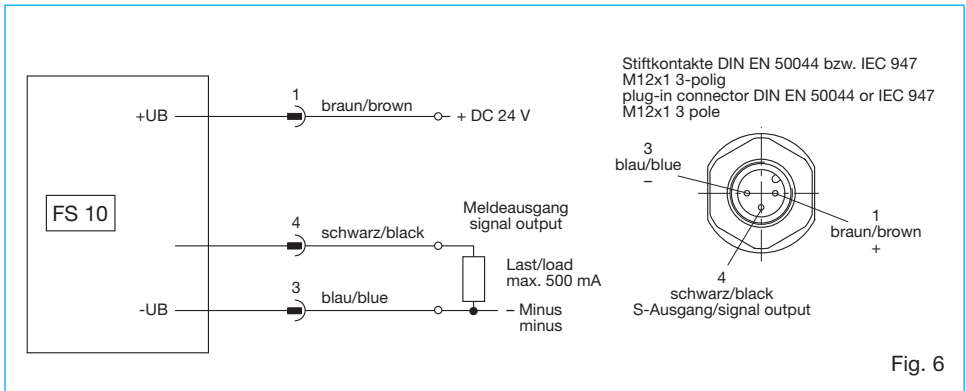 FS 10
+UB
1
braun/brown
+ DC 24 V
4
schwarz/black
Meldeausgang
signal output
Last/load
max. 500 mA
-UB
3
blau/blue
– Minus
minus
Stiftkontakte DIN EN 50044 bzw. IEC 947
M12x1 3-polig
plug-in connector DIN EN 50044 or IEC 947
M12x1 3 pole
3
blau/blue
–
1
braun/brown
+
4
schwarz/black
S-Ausgang/signal output
Fig. 6